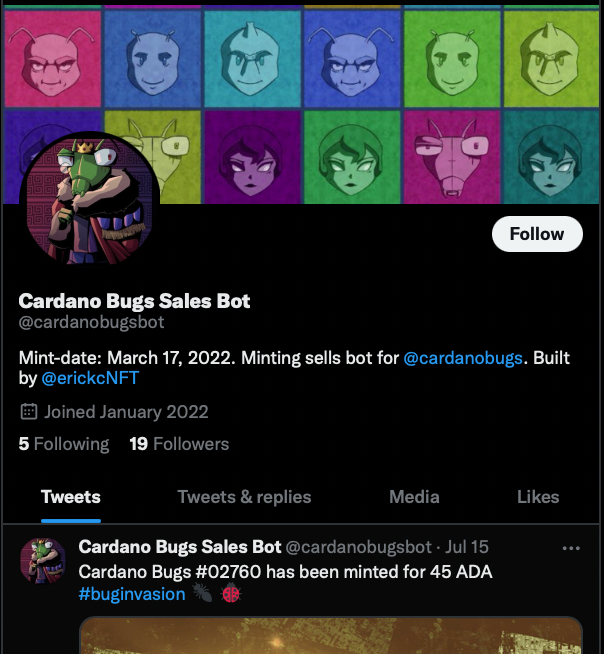 Follow
Cardano Bugs Sales Bot
@cardanobugsbot
Mint-date: March 17, 2022. Minting sells bot for @cardanobugs. Built
by @erickcNFT
Joined January 2022
5 Following 19 Followers
Tweets Tweets & replies Media Likes
Cardano Bugs Sales Bot @cardanobugsbot · Jul 15
Cardano Bugs #02760 has been minted for 45 ADA
#buginvasion 🐜 🐞